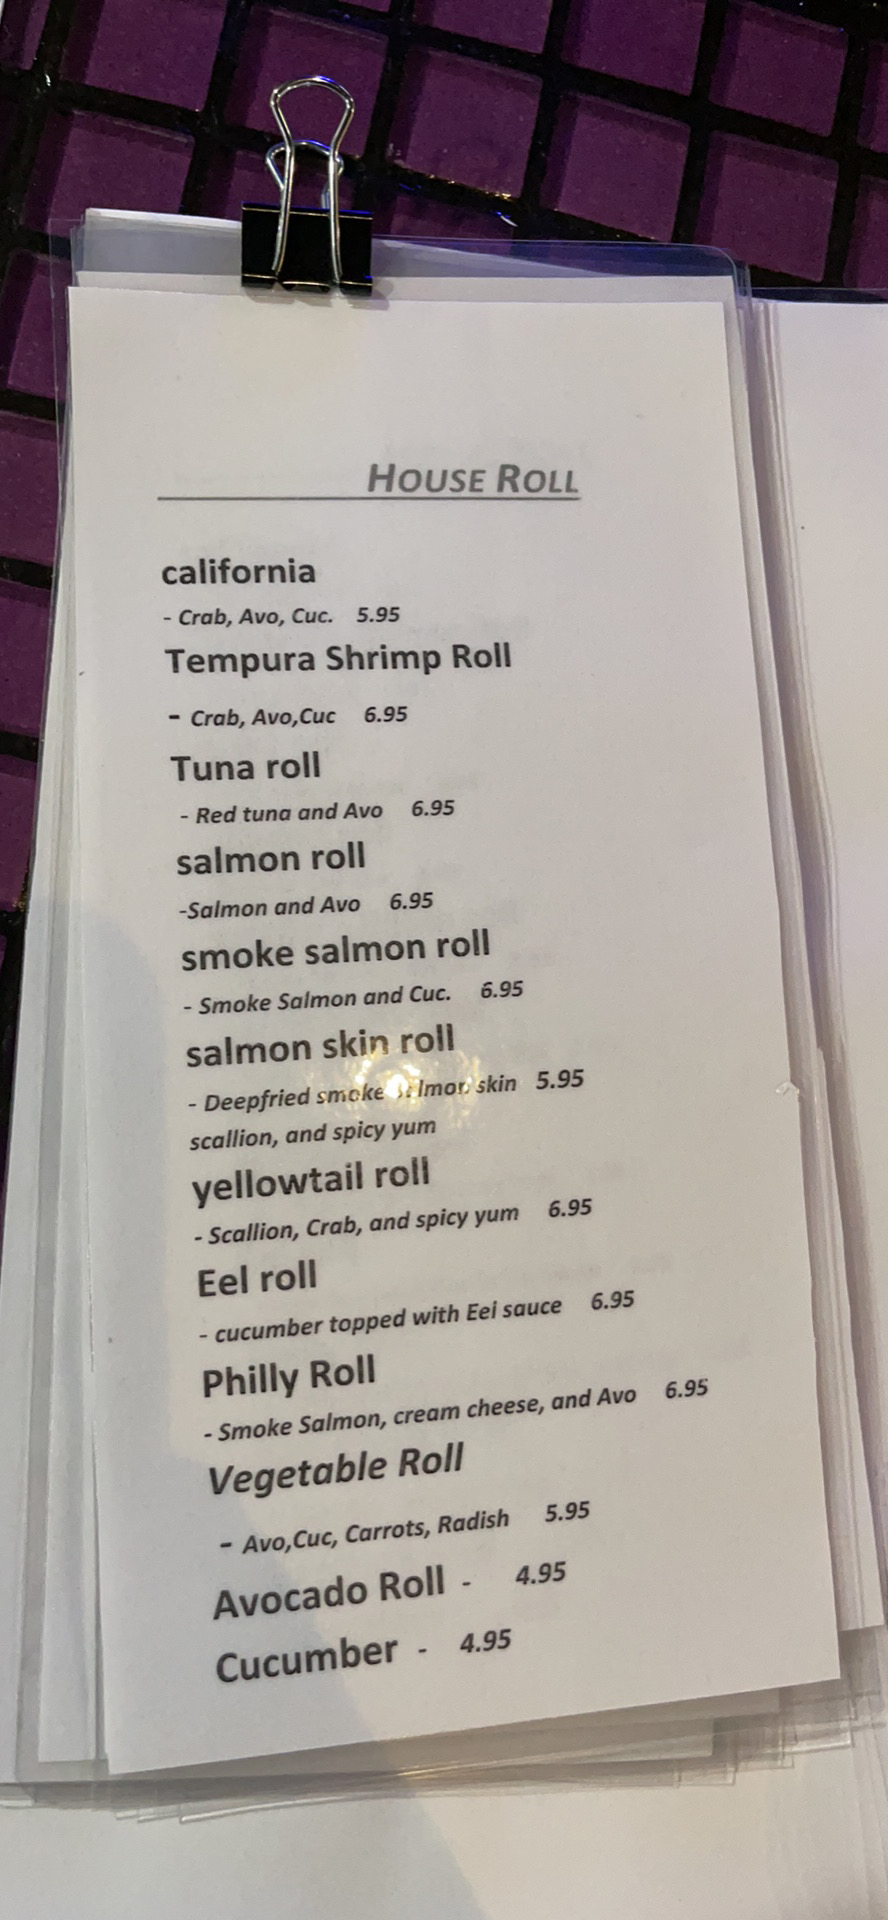 HOUSE ROLL
california
- Crab, Avo, Cuc. 5.95
Tempura Shrimp Roll
- Crab, Avo,Cuc 6.95
Tuna roll
- Red tuna and Avo 6.95
salmon roll
-Salmon and Avo 6.95
smoke salmon roll
- Smoke Salmon and Cuc. 6.95
salmon skin roll
- Deepfried smoke salmon skin 5.95
scallion, and spicy yum
yellowtail roll
- Scallion, Crab, and spicy yum 6.95
Eel roll
- cucumber topped with Eel sauce 6.95
Philly Roll
- Smoke Salmon, cream cheese, and Avo 6.95
Vegetable Roll
- Avo,Cuc, Carrots, Radish 5.95
Avocado Roll - 4.95
Cucumber - 4.95